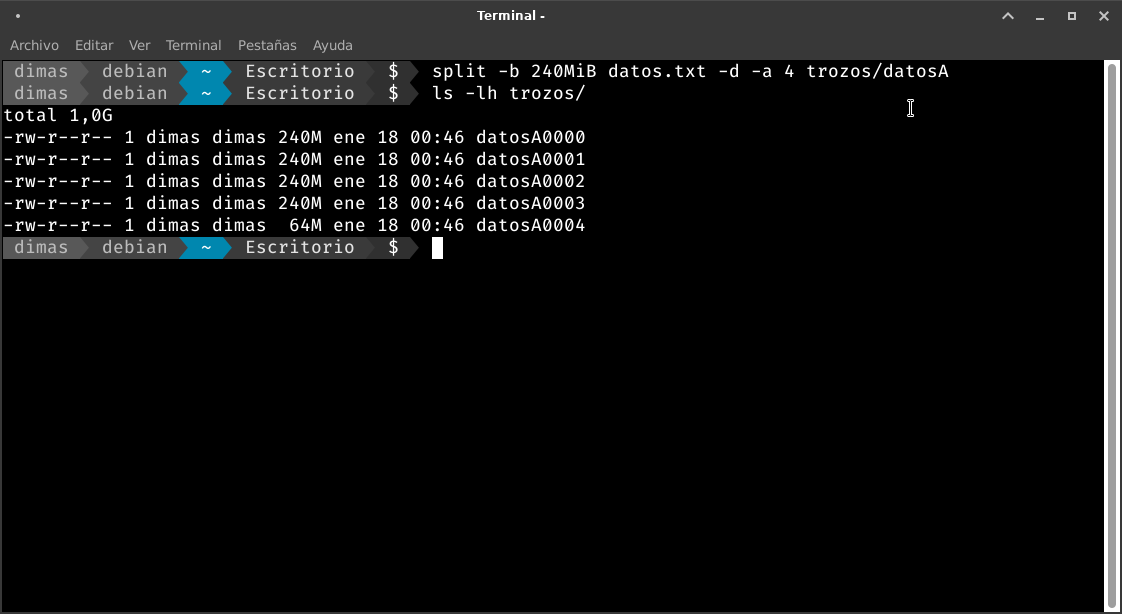 Terminal -
Archivo Editar Ver Terminal Pestañas Ayuda
dimas debian ~ Escritorio $ split -b 240MiB datos.txt -d -a 4 trozos/datosA
dimas debian ~ Escritorio $ ls -lh trozos/
total 1,0G
-rw-r--r-- 1 dimas dimas 240M ene 18 00:46 datosA0000
-rw-r--r-- 1 dimas dimas 240M ene 18 00:46 datosA0001
-rw-r--r-- 1 dimas dimas 240M ene 18 00:46 datosA0002
-rw-r--r-- 1 dimas dimas 240M ene 18 00:46 datosA0003
-rw-r--r-- 1 dimas dimas  64M ene 18 00:46 datosA0004
dimas debian ~ Escritorio $